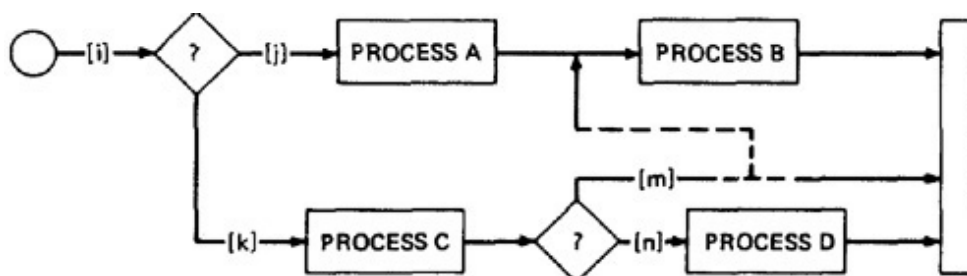 [i]
?
[j]
PROCESS A
PROCESS B
[m]
[k]
PROCESS C
?
[n]
PROCESS D